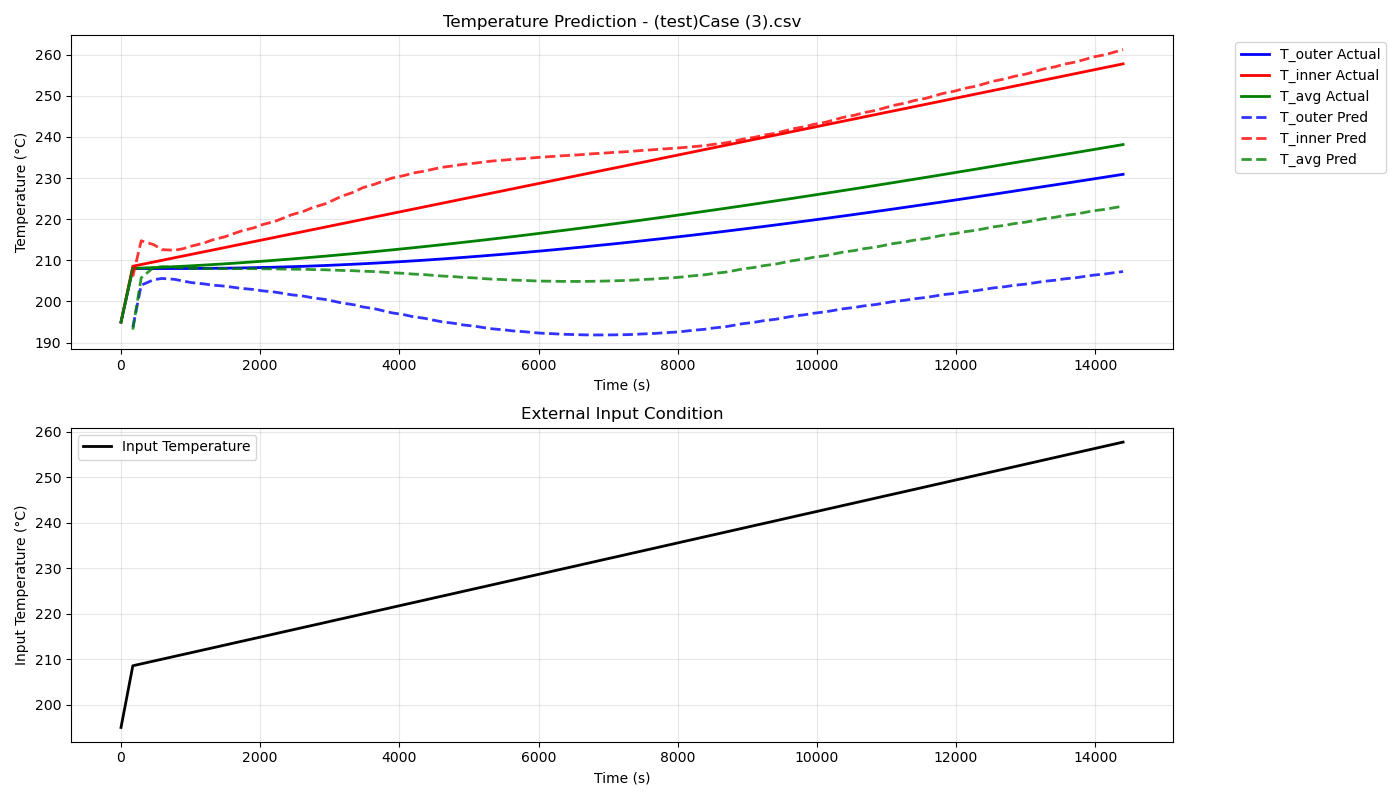 Temperature Prediction - (test)Case (3).csv
Temperature (°C)
260
250
240
230
220
210
200
190
0 2000 4000 6000 8000 10000 12000 14000
Time (s)
T_outer Actual
T_inner Actual
T_avg Actual
T_outer Pred
T_inner Pred
T_avg Pred
External Input Condition
Input Temperature (°C)
260
250
240
230
220
210
200
Input Temperature
0 2000 4000 6000 8000 10000 12000 14000
Time (s)